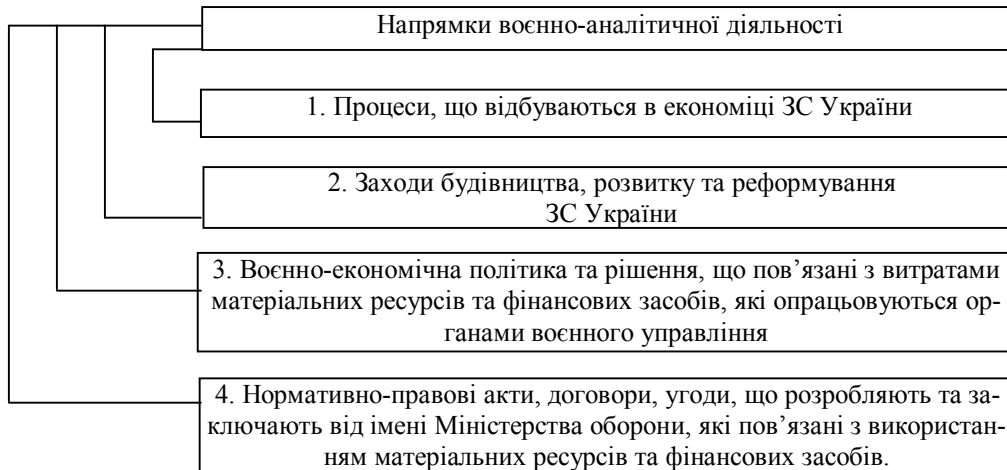 Напрямки воєнно-аналітичної діяльності
1. Процеси, що відбуваються в економіці ЗС України
2. Заходи будівництва, розвитку та реформування
ЗС України
3. Воєнно-економічна політика та рішення, що пов’язані з витратами
матеріальних ресурсів та фінансових засобів, які опрацьовуються ор-
ганами воєнного управління
4. Нормативно-правові акти, договори, угоди, що розробляють та за-
ключають від імені Міністерства оборони, які пов’язані з використан-
ням матеріальних ресурсів та фінансових засобів.